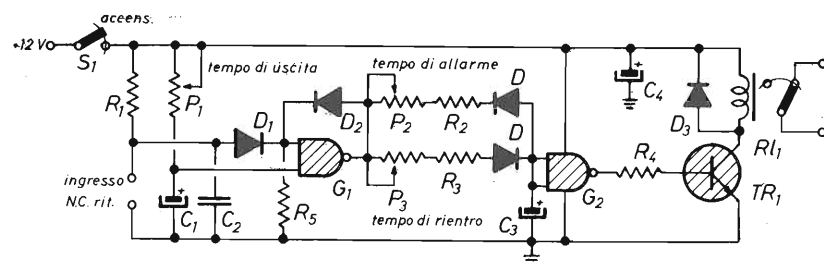 accens.
+12 V
S1
tempo di uscita
tempo di allarme
R1
P1
D1
D2
P2
R2
D
D
C4
D3
Rl1
ingresso
N.C. rit.
C1
C2
R5
G1
P3
R3
G2
R4
TR1
C3
tempo di rientro